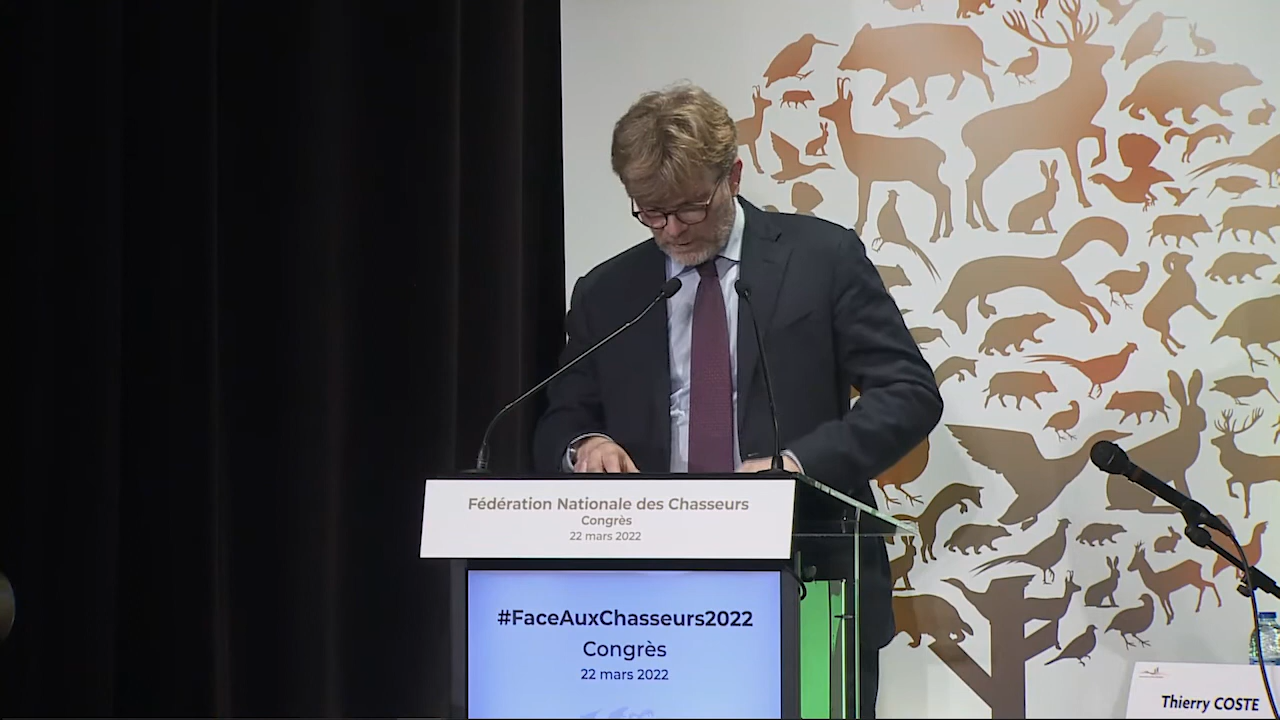 Fédération Nationale des Chasseurs
Congrès
22 mars 2022
#FaceAuxChasseurs2022
Congrès
22 mars 2022
Thierry COSTE